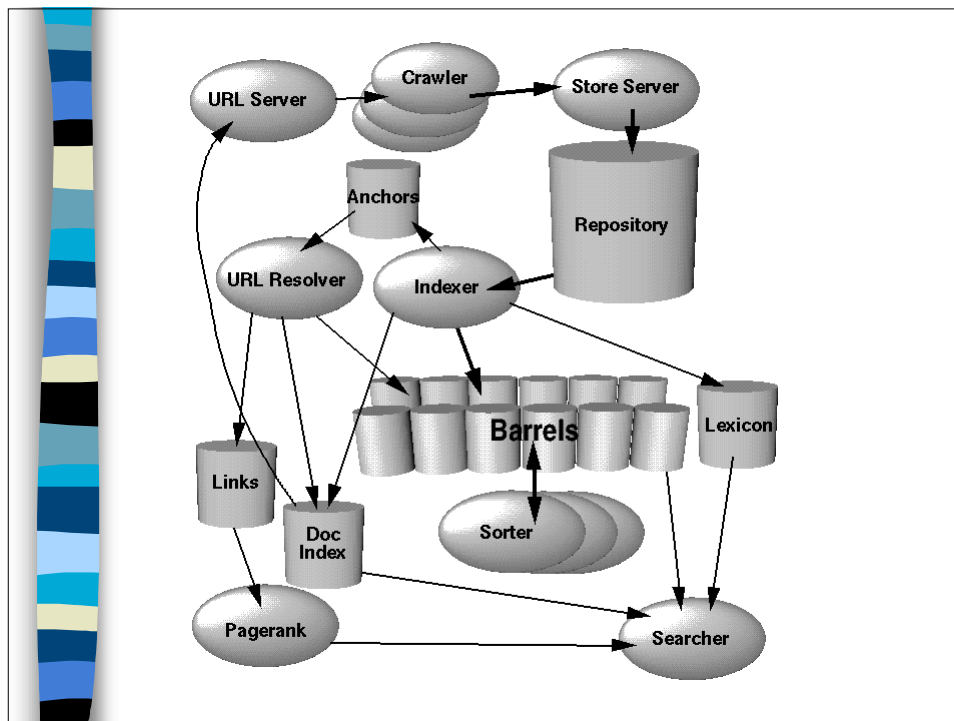 URL Server
Crawler
Store Server
Anchors
Repository
URL Resolver
Indexer
Barrels
Lexicon
Links
Doc
Index
Sorter
Pagerank
Searcher